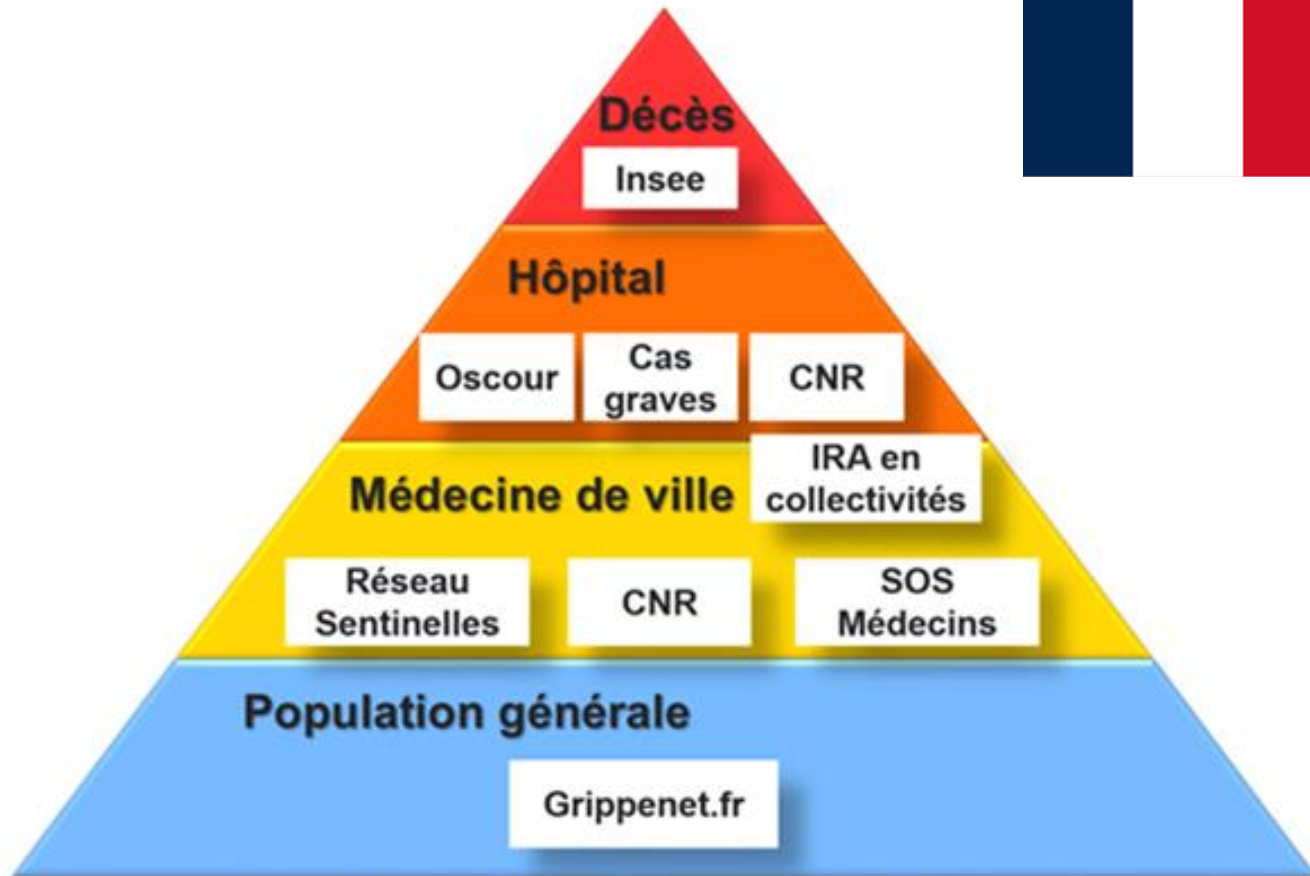 Décès
Insee
Hôpital
Oscour
Cas
graves
CNR
IRA en
collectivités
Médecine de ville
Réseau
Sentinelles
CNR
SOS
Médecins
Population générale
Grippenet.fr